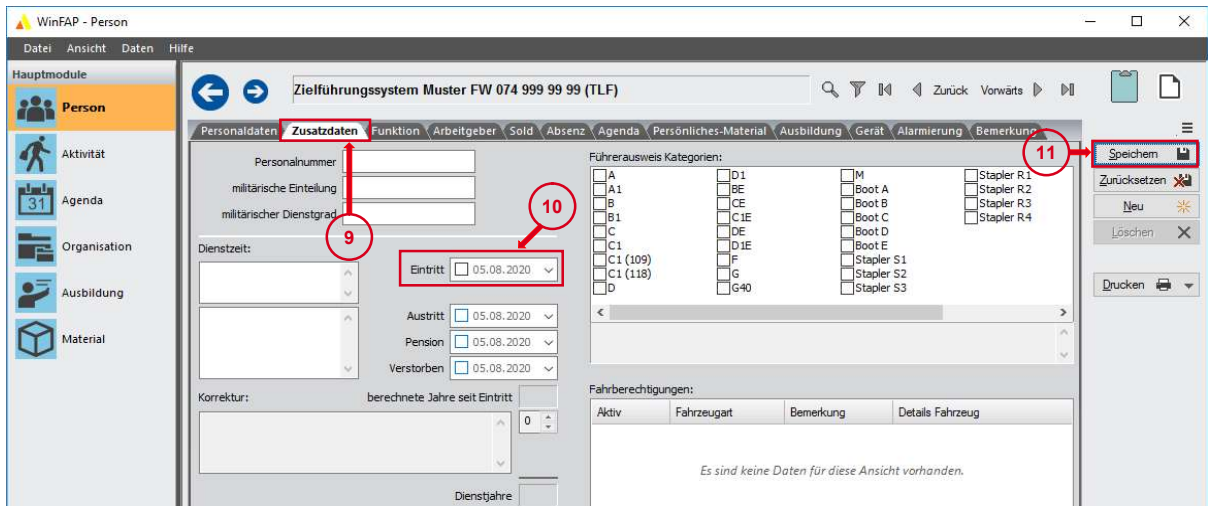 WinFAP - Person
Datei Ansicht Daten Hilfe
Hauptmodule
Person
Aktivität
31
Agenda
Organisation
Ausbildung
Material
Zielführungssystem Muster FW 074 999 99 99 (TLF)
Zurück Vorwärts
Personaldaten Zusatzdaten Funktion Arbeitgeber Sold Absenz Agenda Persönliches-Material Ausbildung Gerät Alarmierung Bemerkung
Personalnummer
militärische Einteilung
militärischer Dienstgrad
9
10
11
Dienstzeit:
Eintritt 05.08.2020
Austritt 05.08.2020
Pension 05.08.2020
Verstorben 05.08.2020
Korrektur:
berechnete Jahre seit Eintritt
0
Dienstjahre
Führerausweis Kategorien:
A D1 M Stapler R1
A1 BE Boot A Stapler R2
B CE Boot B Stapler R3
B1 C1E Boot C Stapler R4
C DE Boot D
C1 D1E Boot E
C1 (109) F Stapler S1
C1 (118) G Stapler S2
D G40 Stapler S3
Fahrberechtigungen:
Aktiv Fahrzeugart Bemerkung Details Fahrzeug
Es sind keine Daten für diese Ansicht vorhanden.
Speichern
Zurücksetzen
Neu
Löschen
Drucken